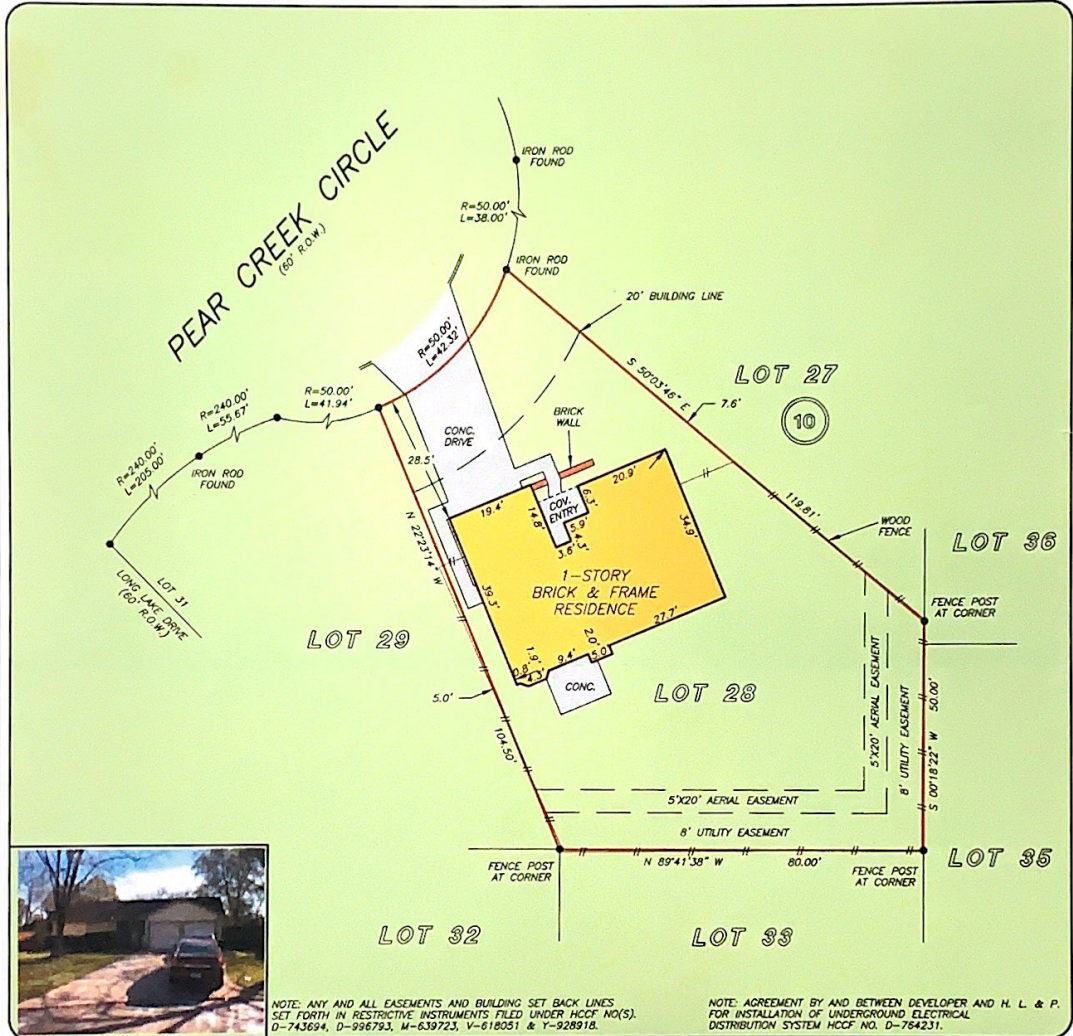 IRON ROD
FOUND
R=50.00'
L=38.00'
PEAR CREEK CIRCLE
(60' R.O.W.)
IRON ROD
FOUND
20' BUILDING LINE
R=50.00'
L=42.32'
S 50°03'46" E
LOT 27
10
7.6'
R=50.00'
L=41.94'
R=240.00'
L=55.67'
R=240.00'
L=205.00'
IRON ROD
FOUND
BRICK
WALL
CONC.
DRIVE
28.5'
20.9'
19.4'
14.8'
COV.
ENTRY
6.3'
5.9'
4.3'
3.6'
34.9'
119.81'
WOOD
FENCE
LOT 36
N 22°23'14" W
LOT 31
LONG LAKE DRIVE
(60' R.O.W.)
1-STORY
BRICK & FRAME
RESIDENCE
39.3'
27.7'
FENCE POST
AT CORNER
LOT 29
2.0'
5.0'
9.4'
1.9'
0.8'
4.3'
CONC.
LOT 28
5.0'
104.50'
5'X20' AERIAL EASEMENT
8' UTILITY EASEMENT
S 00°18'22" W
50.00'
5'X20' AERIAL EASEMENT
8' UTILITY EASEMENT
FENCE POST
AT CORNER
N 89°41'38" W
80.00'
FENCE POST
AT CORNER
LOT 35
LOT 32
LOT 33
NOTE: ANY AND ALL EASEMENTS AND BUILDING SET BACK LINES
SET FORTH IN RESTRICTIVE INSTRUMENTS FILED UNDER HCCF NO(S).
D-743694, D-996793, M-639723, V-618051 & Y-928918.
NOTE: AGREEMENT BY AND BETWEEN DEVELOPER AND H. L. & P.
FOR INSTALLATION OF UNDERGROUND ELECTRICAL
DISTRIBUTION SYSTEM HCCF NO. D-764231.